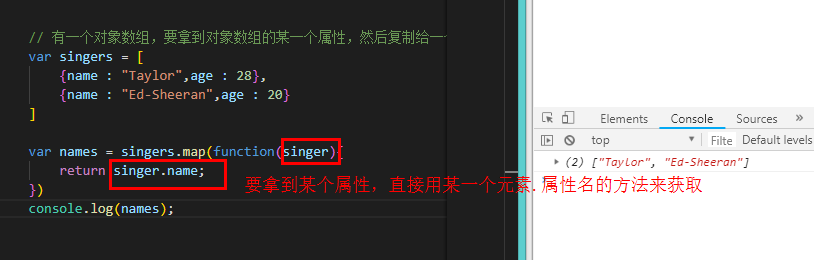 // 有一个对象数组，要拿到对象数组的某一个属性，然后复制给一个
var singers = [
{name : "Taylor",age : 28},
{name : "Ed-Sheeran",age : 20}
]
var names = singers.map(function(singer){
return singer.name;
})
console.log(names);
要拿到某个属性，直接用某一个元素.属性名的方法来获取
Elements Console Sources »
top ▼ Filte Default levels
▸ (2) ["Taylor", "Ed-Sheeran"]